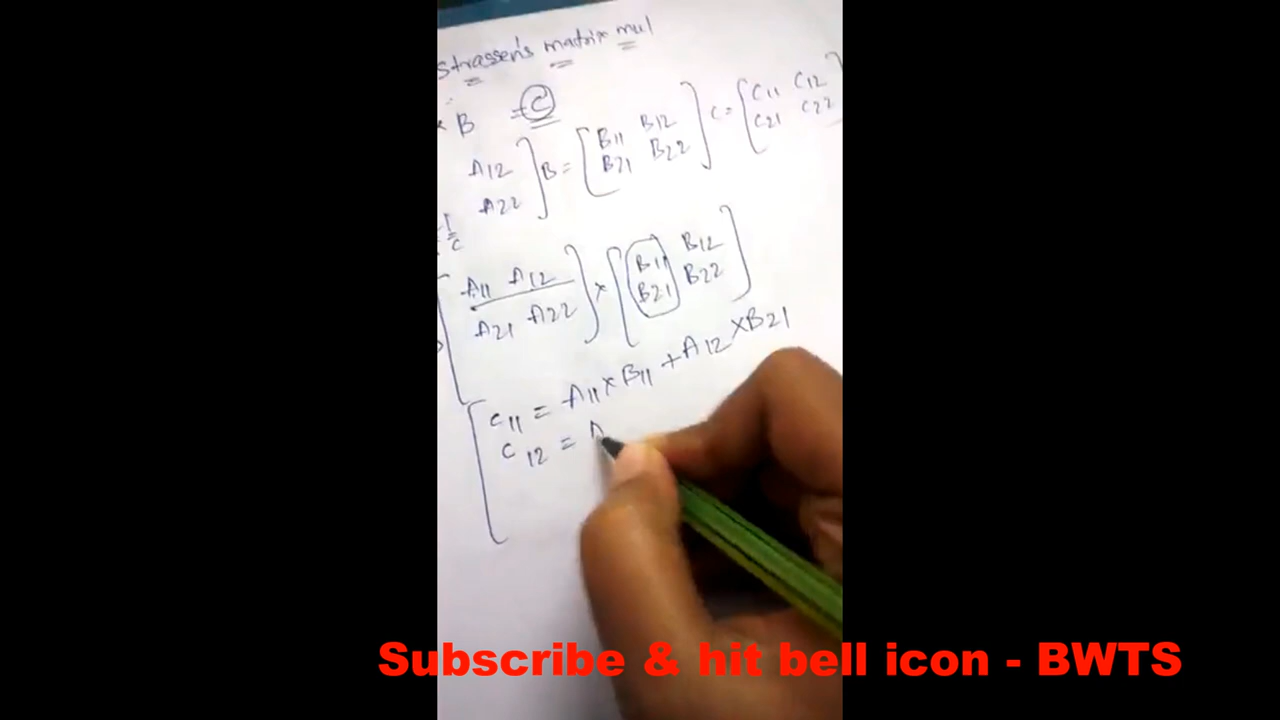 strassen's matrix mul
× B = C
A12 ] B = [ B11 B12 ] C = [ C11 C12
A22 B21 B22 C21 C22
A11 A12 ] × [ B11 B12 ]
A21 A22 B21 B22
C11 = A11 × B11 + A12 × B21
C12 = A
Subscribe & hit bell icon - BWTS